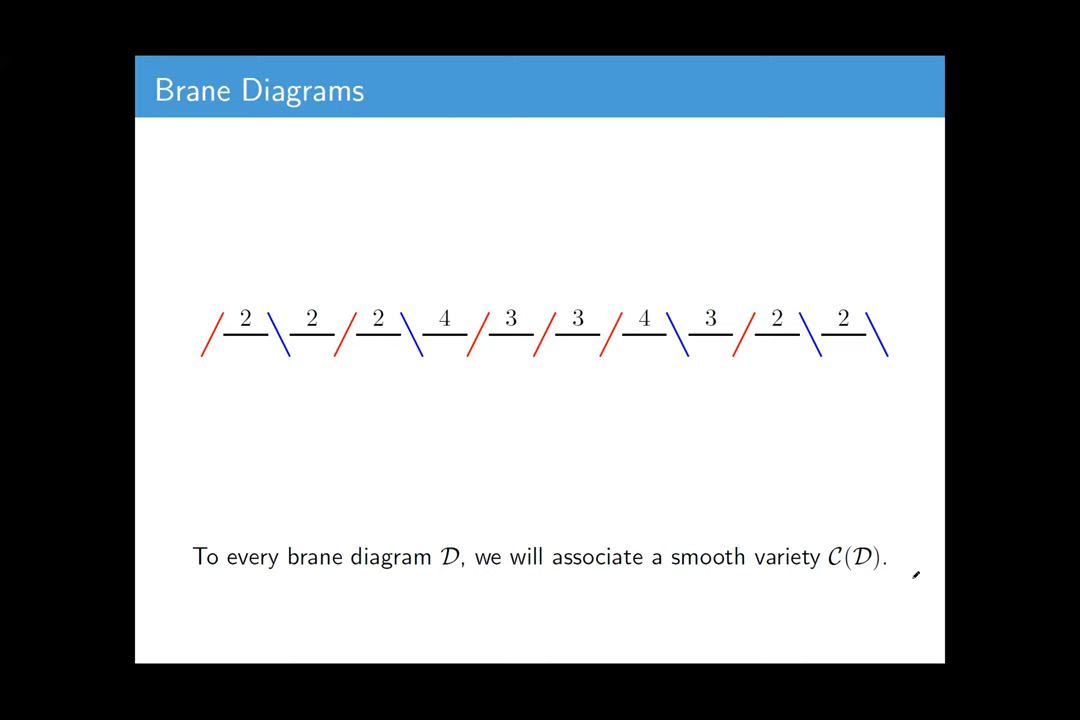 Brane Diagrams
2 2 2 4 3 3 4 3 2 2
To every brane diagram 𝒟, we will associate a smooth variety 𝒞(𝒟).